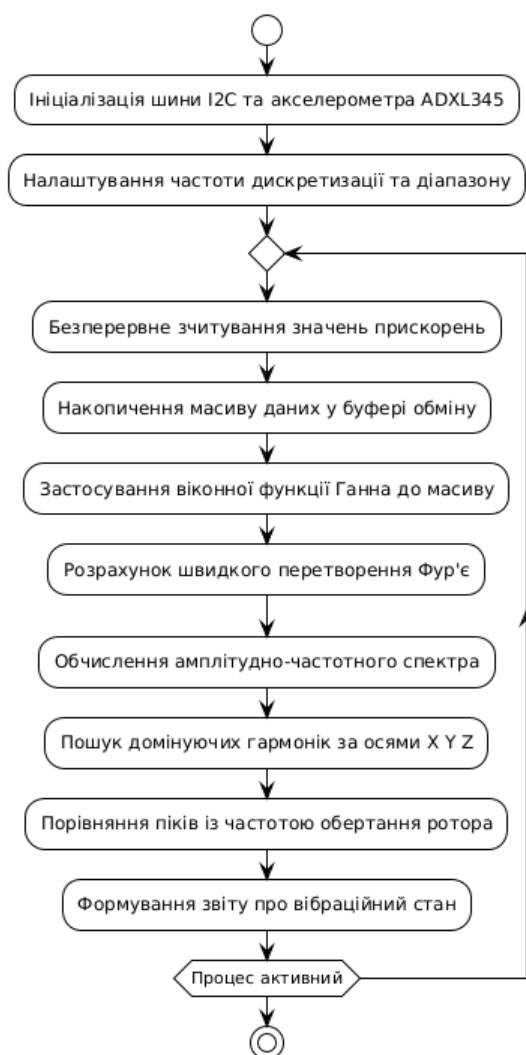 Ініціалізація шини I2C та акселерометра ADXL345
Налаштування частоти дискретизації та діапазону
Безперервне зчитування значень прискорень
Накопичення масиву даних у буфері обміну
Застосування віконної функції Ганна до масиву
Розрахунок швидкого перетворення Фур'є
Обчислення амплітудно-частотного спектра
Пошук домінуючих гармонік за осями X Y Z
Порівняння піків із частотою обертання ротора
Формування звіту про вібраційний стан
Процес активний